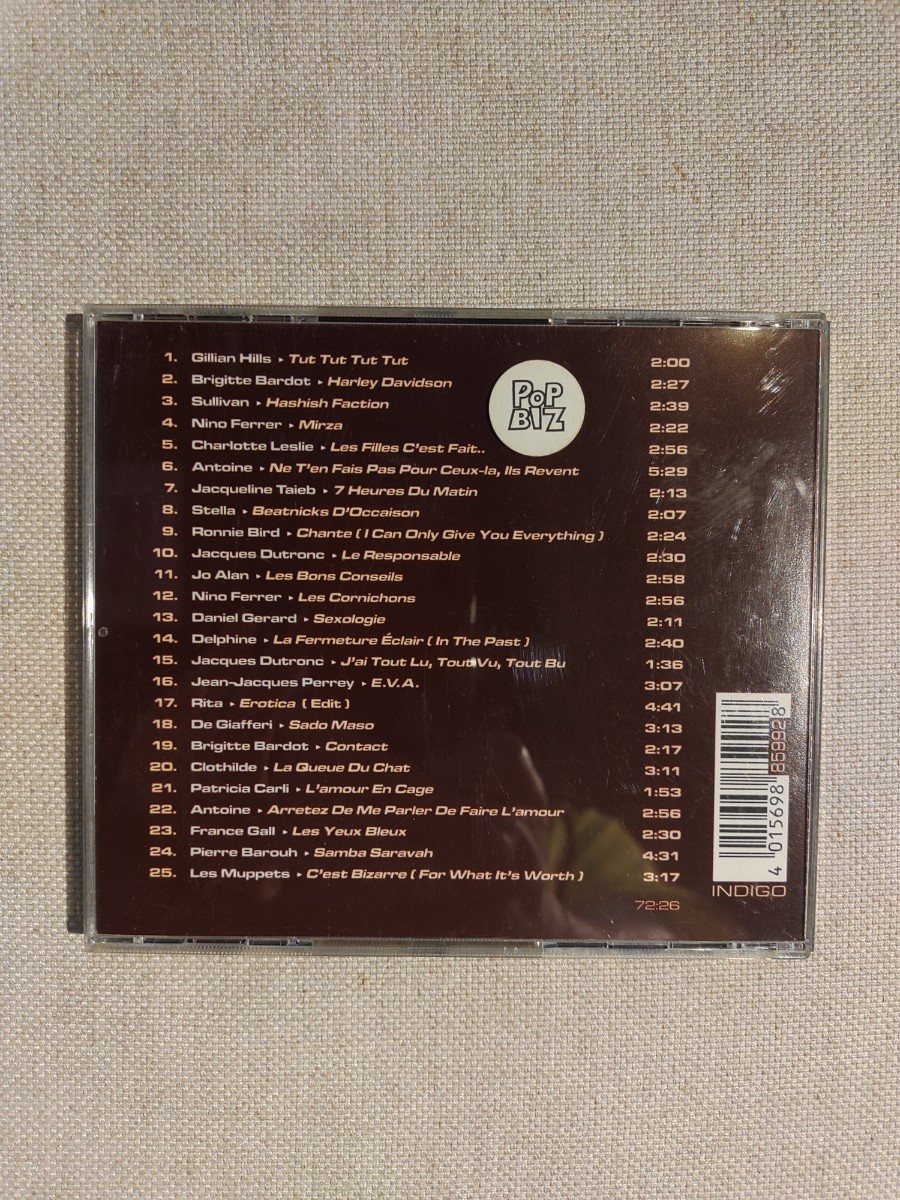 1. Gillian Hills ▸ Tut Tut Tut Tut 2:00
2. Brigitte Bardot ▸ Harley Davidson 2:27
3. Sullivan ▸ Hashish Faction 2:39
4. Nino Ferrer ▸ Mirza 2:22
5. Charlotte Leslie ▸ Les Filles C'est Fait.. 2:56
6. Antoine ▸ Ne T'en Fais Pas Pour Ceux-la, Ils Revent 5:29
7. Jacqueline Taieb ▸ 7 Heures Du Matin 2:13
8. Stella ▸ Beatnicks D'Occaison 2:07
9. Ronnie Bird ▸ Chante ( I Can Only Give You Everything ) 2:24
10. Jacques Dutronc ▸ Le Responsable 2:30
11. Jo Alan ▸ Les Bons Conseils 2:58
12. Nino Ferrer ▸ Les Cornichons 2:56
13. Daniel Gerard ▸ Sexologie 2:11
14. Delphine ▸ La Fermeture Éclair ( In The Past ) 2:40
15. Jacques Dutronc ▸ J'ai Tout Lu, Tout Vu, Tout Bu 1:36
16. Jean-Jacques Perrey ▸ E.V.A. 3:07
17. Rita ▸ Erotica ( Edit ) 4:41
18. De Giafferi ▸ Sado Maso 3:13
19. Brigitte Bardot ▸ Contact 2:17
20. Clothilde ▸ La Queue Du Chat 3:11
21. Patricia Carli ▸ L'amour En Cage 1:53
22. Antoine ▸ Arretez De Me Parler De Faire L'amour 2:56
23. France Gall ▸ Les Yeux Bleux 2:30
24. Pierre Barouh ▸ Samba Saravah 4:31
25. Les Muppets ▸ C'est Bizarre ( For What It's Worth ) 3:17
72:26
POP
BIZ
4 015698 859928
INDIGO